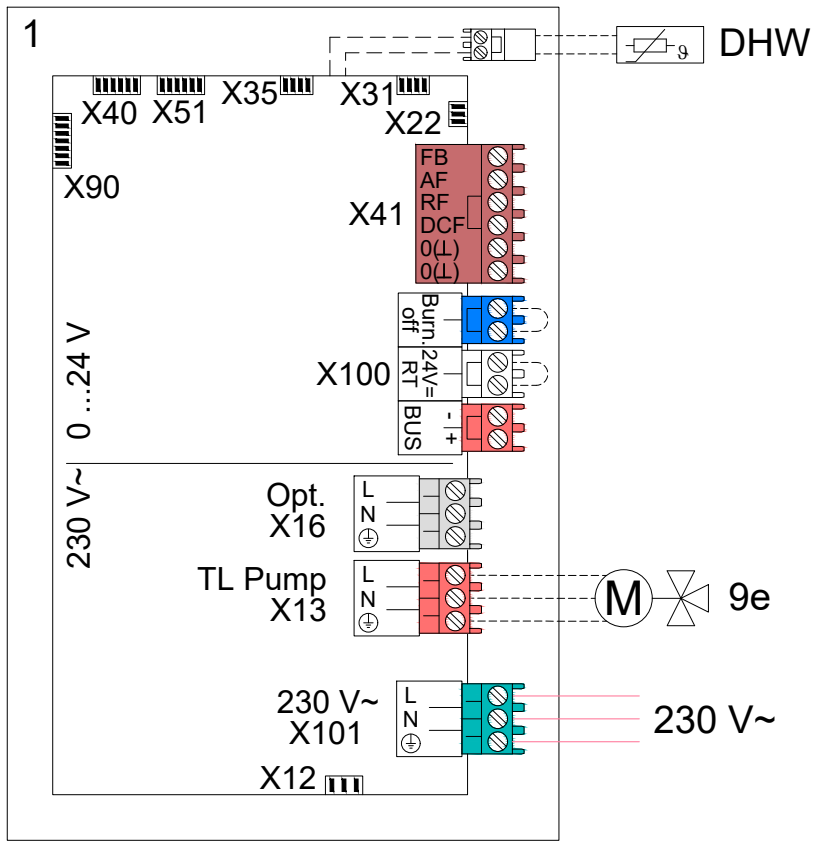 1
DHW
ϑ
X40
X51
X35
X31
X22
X90
X41
FB
AF
RF
DCF
0(⊥)
0(⊥)
0 ...24 V
230 V~
X100
Burn.
off
24V=
RT
BUS
- +
Opt.
X16
L
N
TL Pump
X13
L
N
M
9e
230 V~
X101
L
N
230 V~
X12